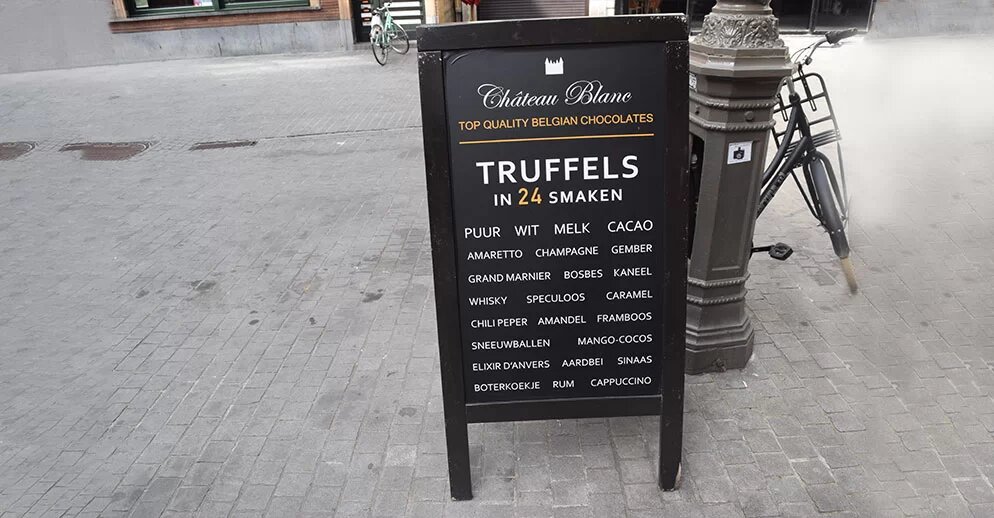 Château Blanc
TOP QUALITY BELGIAN CHOCOLATES
TRUFFELS
IN 24 SMAKEN
PUUR WIT MELK CACAO
AMARETTO CHAMPAGNE GEMBER
GRAND MARNIER BOSBES KANEEL
WHISKY SPECULOOS CARAMEL
CHILI PEPER AMANDEL FRAMBOOS
SNEEUWBALLEN MANGO-COCOS
ELIXIR D'ANVERS AARDBEI SINAAS
BOTERKOEKJE RUM CAPPUCCINO